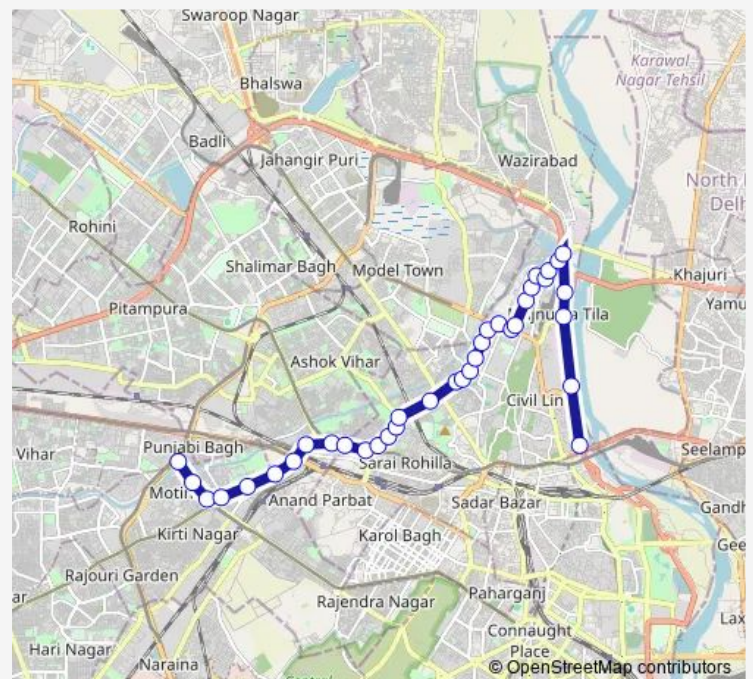 Swaroop Nagar
Karawal
Nagar Tehsil
Bhalswa
Badli
Jahangir Puri
Wazirabad
North
Delh
Rohini
Shalimar Bagh
Model Town
Khajuri
Pitampura
Tila
Yamu
Ashok Vihar
Civil Lin
Vihar
Punjabi Bagh
Sarai Rohilla
Seelamp
Moti
Anand Parbat
Sadar Bazar
Gandh
Kirti Nagar
Karol Bagh
Gee
ar
Rajouri Garden
Rajendra Nagar
Paharganj
Lax
Hari Nagar
Connaught
Place
Naraina
© OpenStreetMap contributors